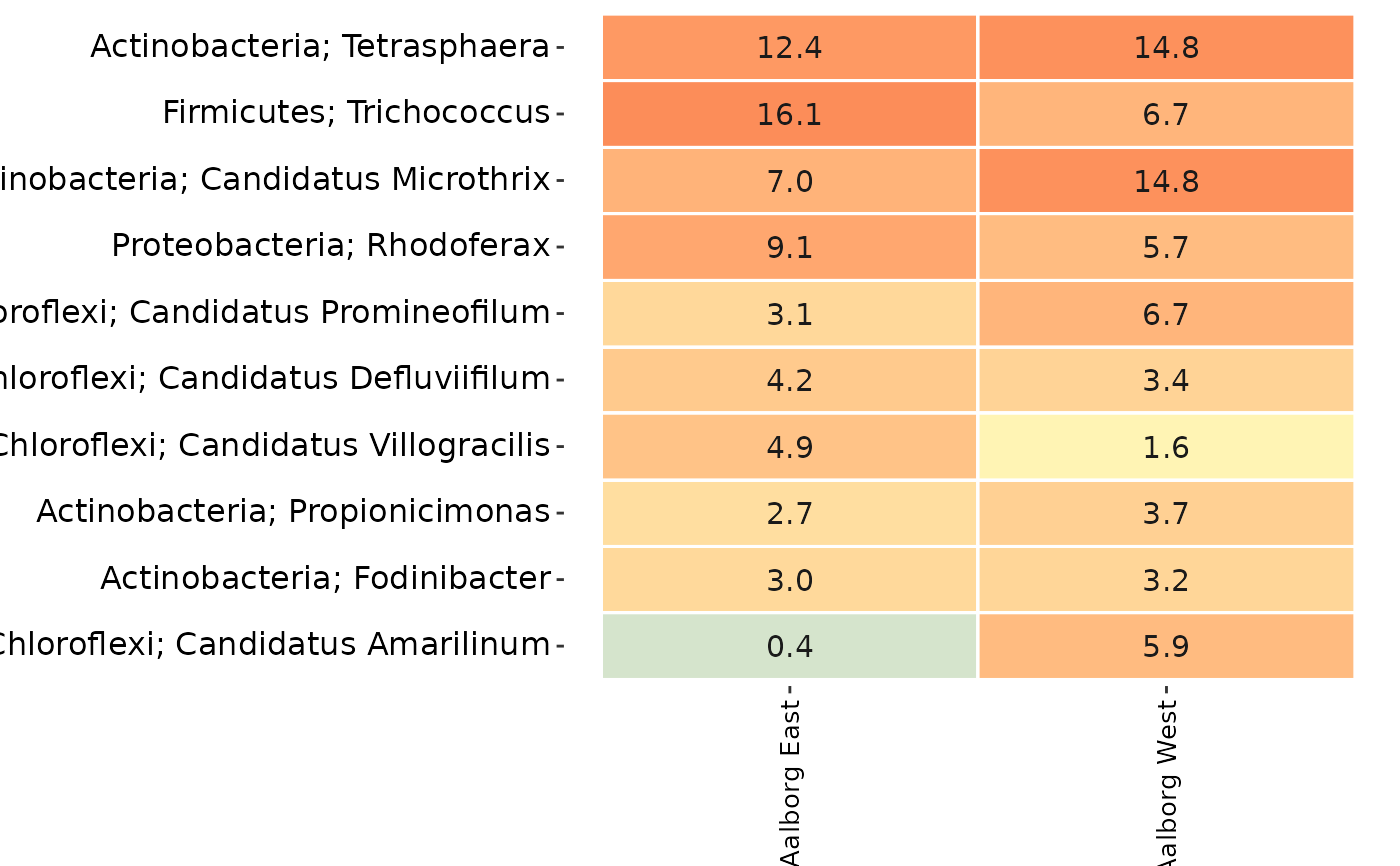 Actinobacteria; Tetrasphaera 12.4 14.8
Firmicutes; Trichococcus 16.1 6.7
inobacteria; Candidatus Microthrix 7.0 14.8
Proteobacteria; Rhodoferax 9.1 5.7
oroflexi; Candidatus Promineofilum 3.1 6.7
hloroflexi; Candidatus Defluviifilum 4.2 3.4
Chloroflexi; Candidatus Villogracilis 4.9 1.6
Actinobacteria; Propionicimonas 2.7 3.7
Actinobacteria; Fodinibacter 3.0 3.2
Chloroflexi; Candidatus Amarilinum 0.4 5.9
Aalborg East
Aalborg West